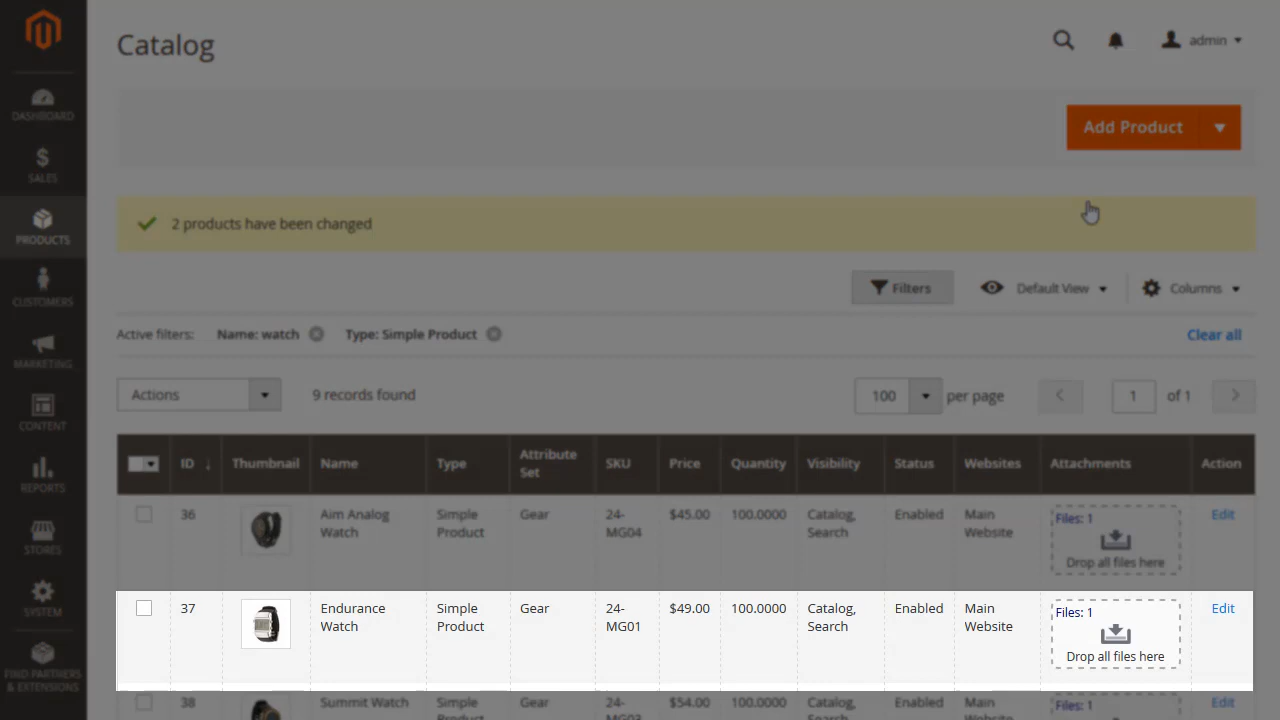 Catalog
admin
DASHBOARD
SALES
PRODUCTS
CUSTOMERS
MARKETING
CONTENT
REPORTS
STORES
SYSTEM
FIND PARTNERS
& EXTENSIONS
Add Product
2 products have been changed
Filters Default View Columns
Active filters: Name: watch Type: Simple Product Clear all
Actions 9 records found 100 per page 1 of 1
ID ↓ Thumbnail Name Type Attribute Set SKU Price Quantity Visibility Status Websites Attachments Action
36 Aim Analog Simple Gear 24- $45.00 100.0000 Catalog, Enabled Main Files: 1 Edit
Watch Product MG04 Search Website
Drop all files here
37 Endurance Simple Gear 24- $49.00 100.0000 Catalog, Enabled Main Files: 1 Edit
Watch Product MG01 Search Website
Drop all files here
38 Summit Watch Simple Gear 24- $54.00 100.0000 Catalog, Enabled Main Files: 1 Edit
Product MG03 Search Website